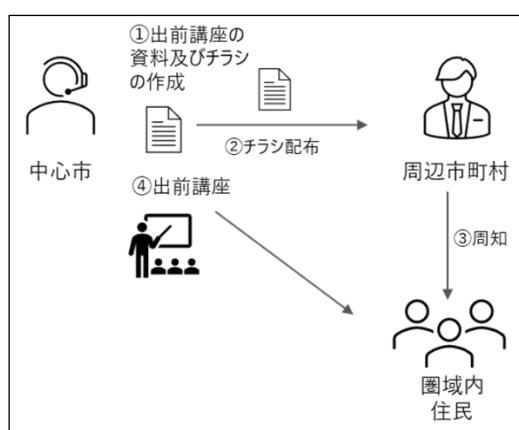 ①出前講座の
資料及びチラシ
の作成
②チラシ配布
中心市
周辺市町村
④出前講座
③周知
圏域内
住民